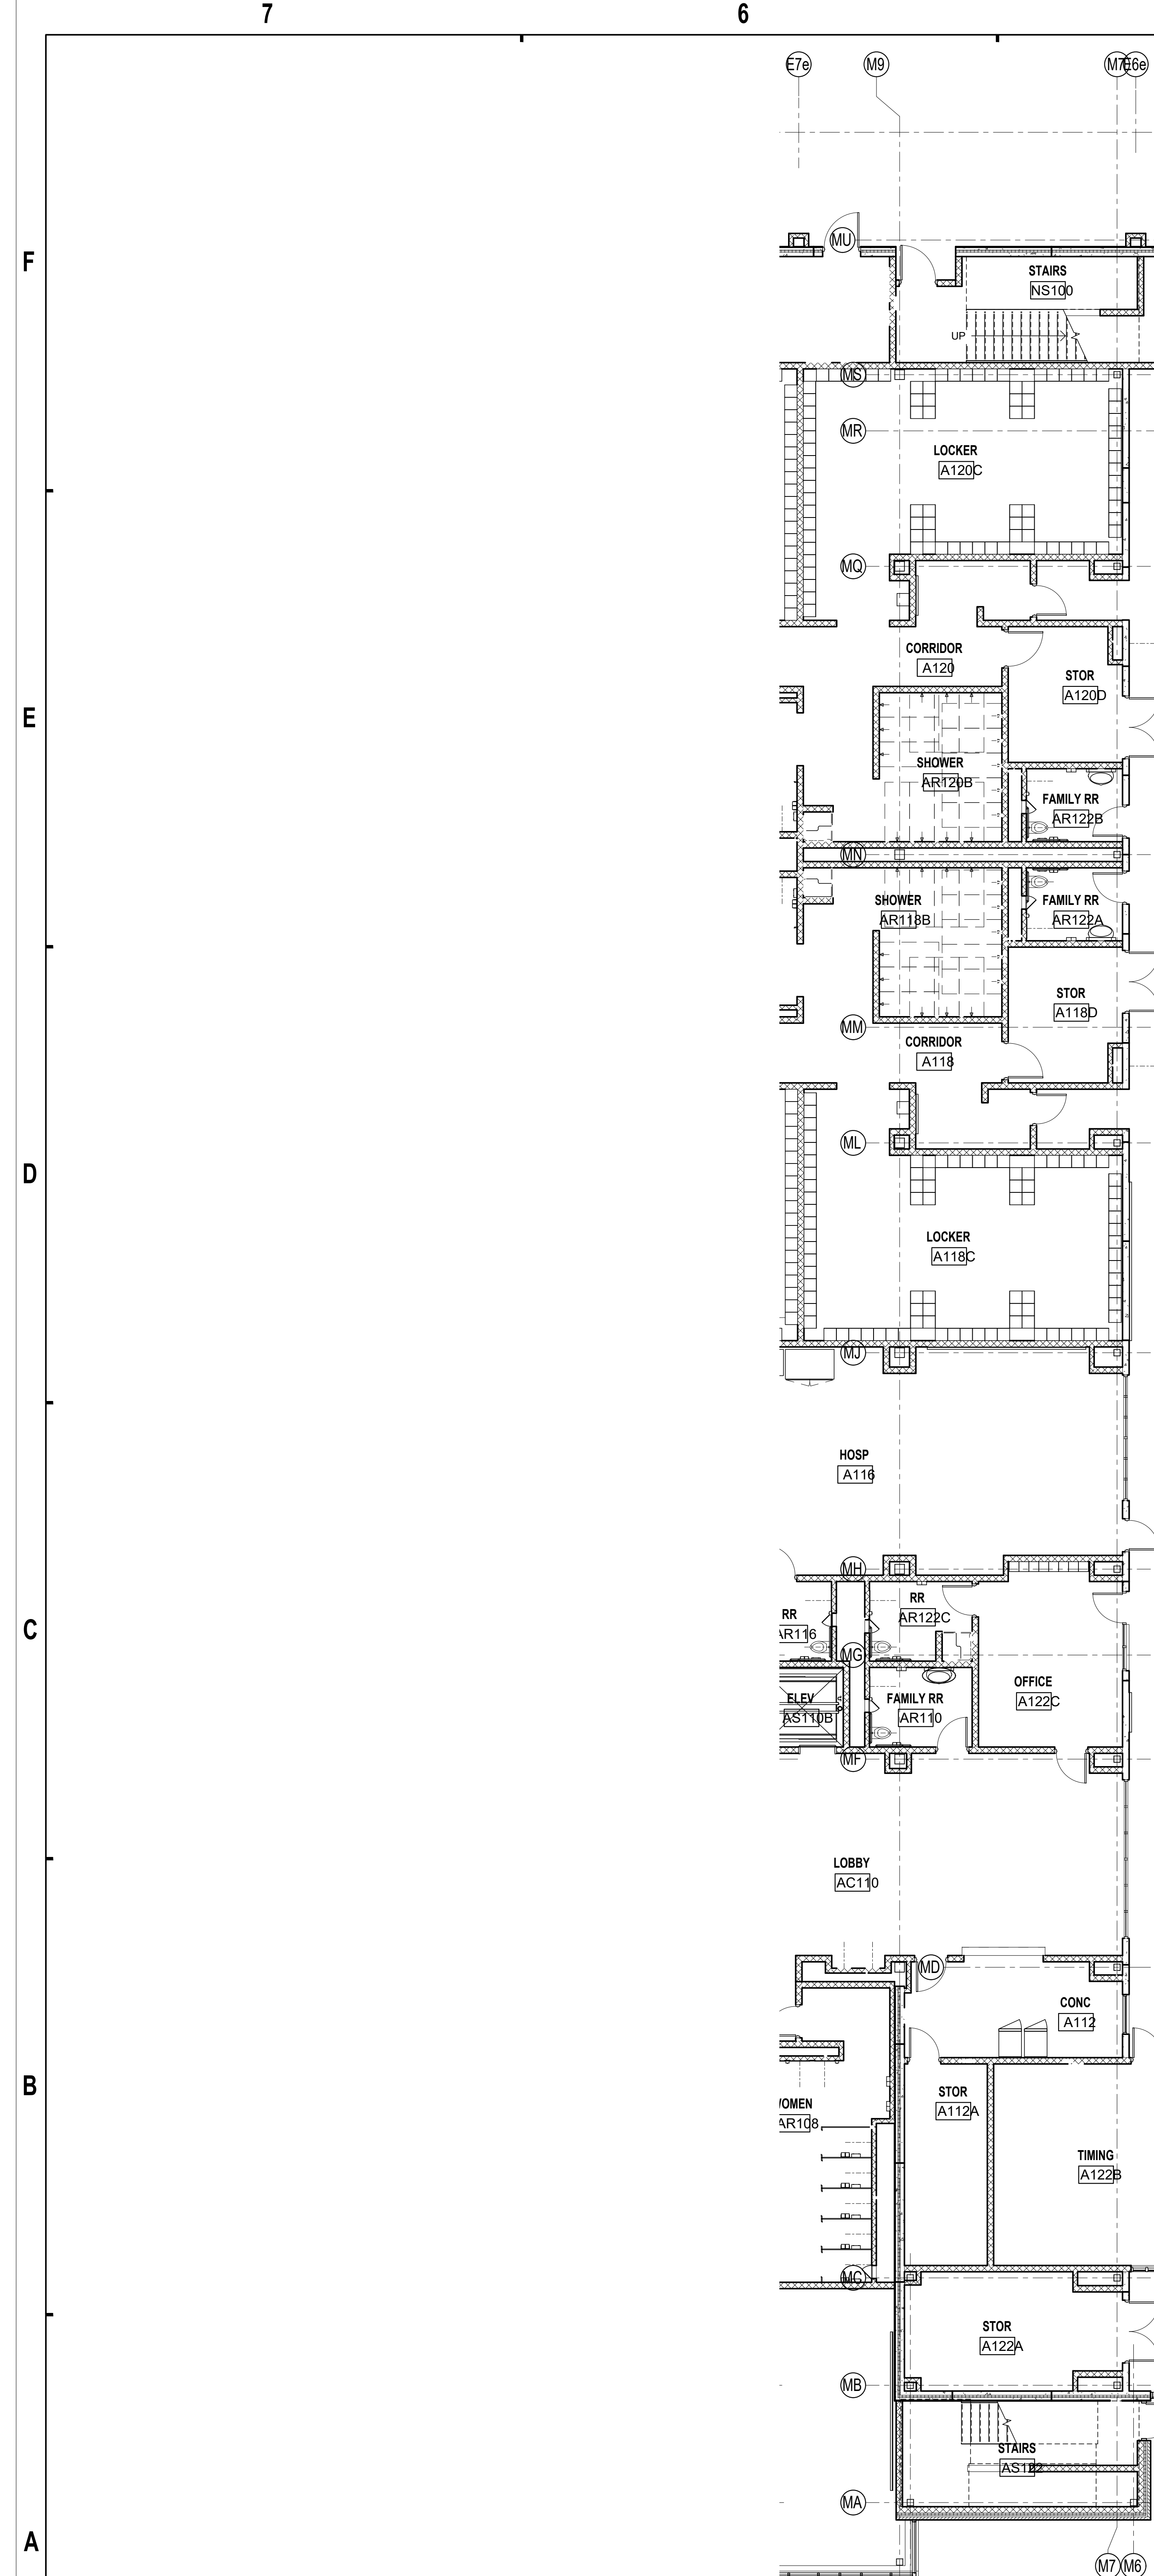 7
6
E7e
M9
M7
E6e
MU
F
STAIRS
NS100
UP
MS
MR
LOCKER
A120C
MQ
CORRIDOR
A120
STOR
A120D
E
SHOWER
AR120B
FAMILY RR
AR122B
MN
SHOWER
AR118B
FAMILY RR
AR122A
STOR
A118D
MM
CORRIDOR
A118
ML
D
LOCKER
A118C
MJ
HOSP
A116
MH
C
RR
AR116
RR
AR122C
MG
ELEV
AS110B
FAMILY RR
AR110
OFFICE
A122C
MF
LOBBY
AC110
MD
CONC
A112
B
WOMEN
AR108
STOR
A112A
TIMING
A122B
MC
STOR
A122A
MB
STAIRS
AS122
MA
A
M7
M6